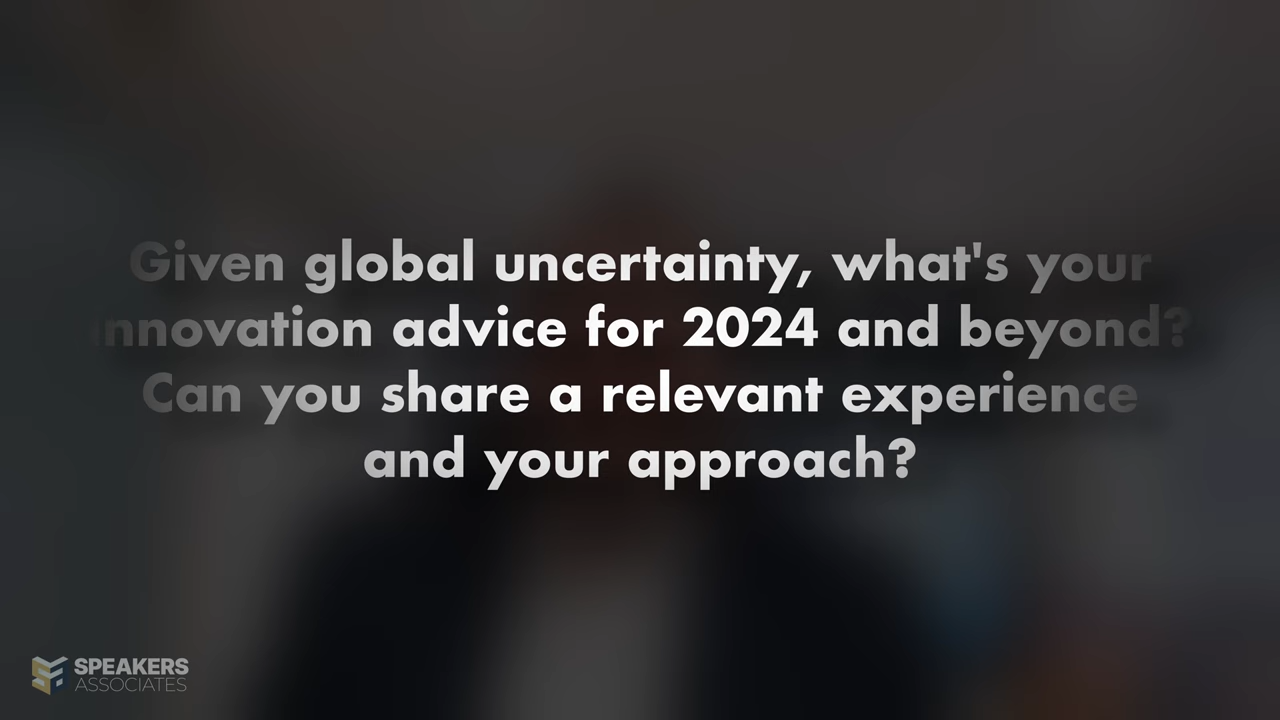 Given global uncertainty, what's your
innovation advice for 2024 and beyond?
Can you share a relevant experience
and your approach?
SPEAKERS
ASSOCIATES